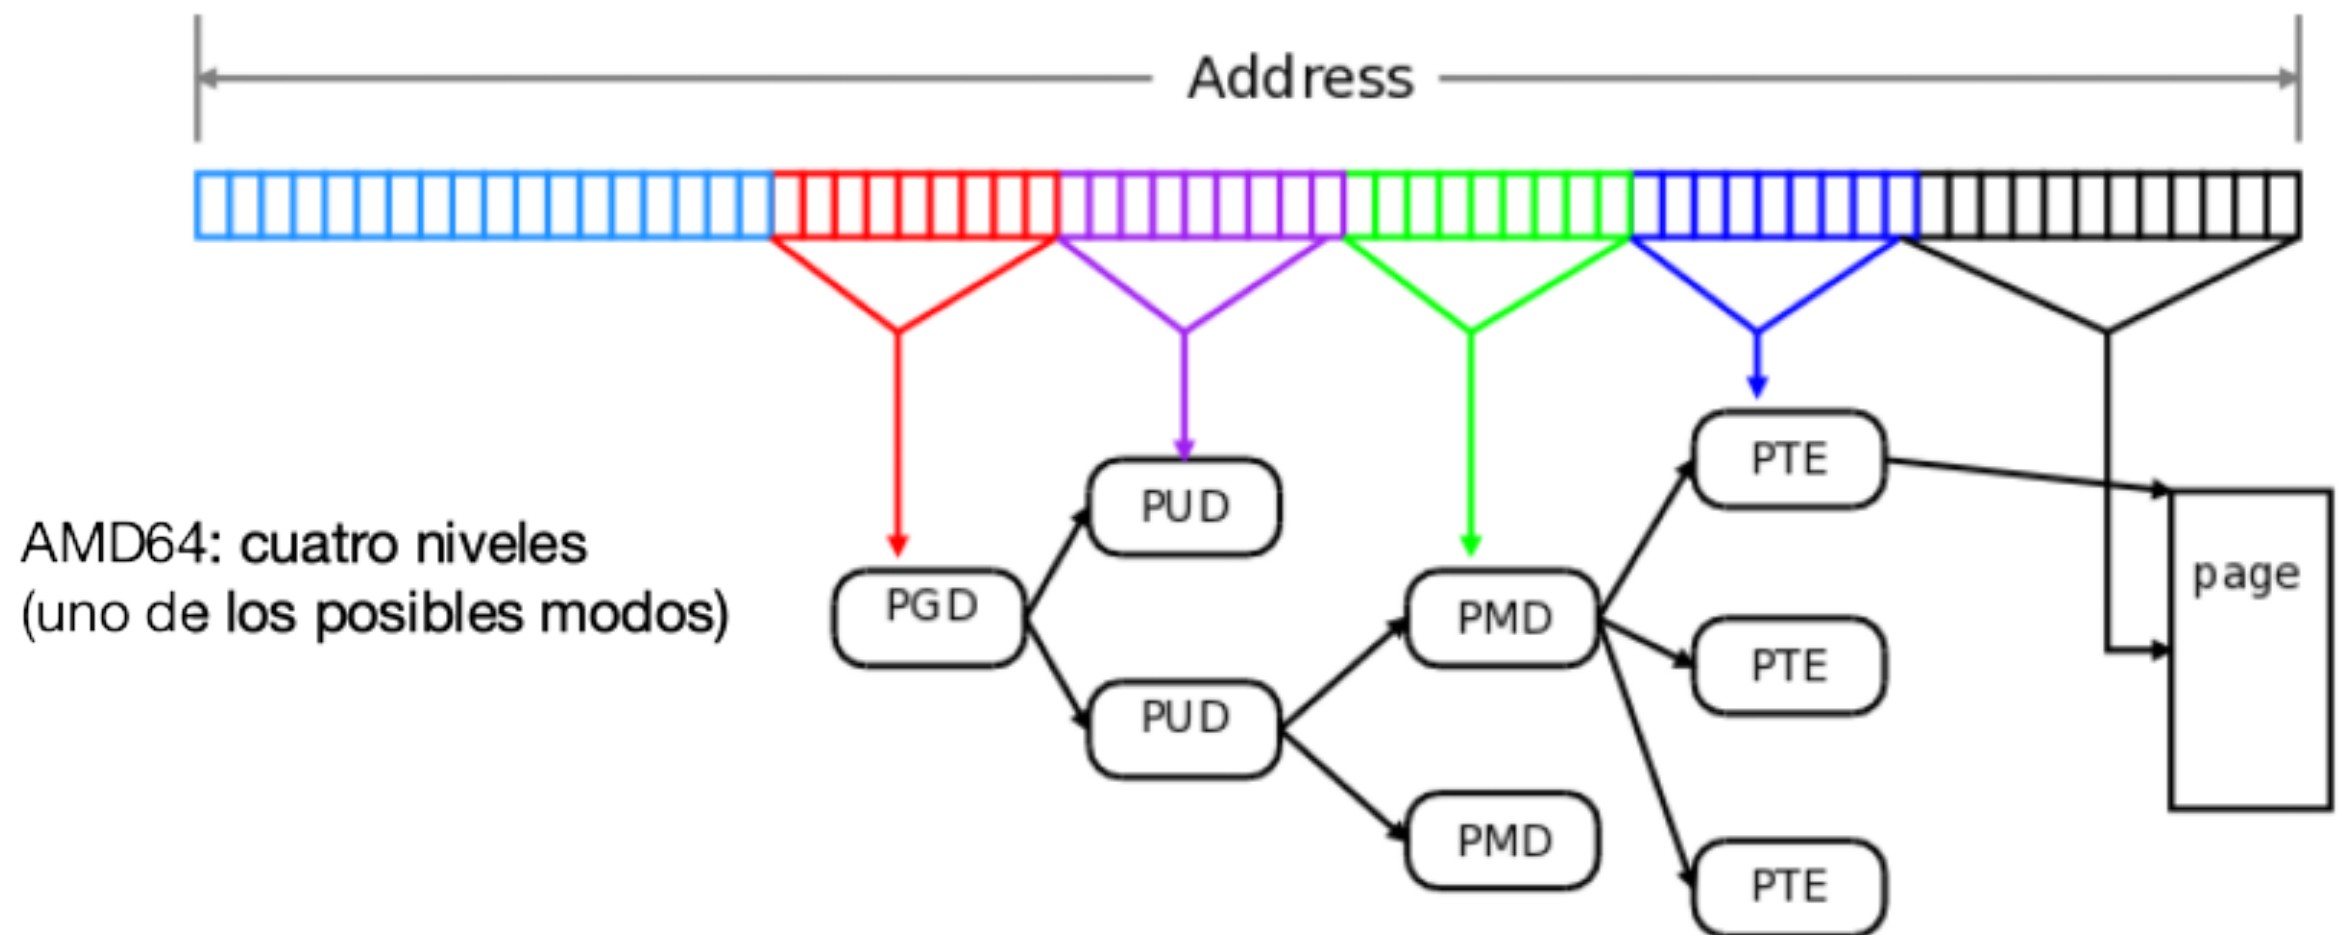 Address
AMD64: cuatro niveles
(uno de los posibles modos)
PGD
PUD
PUD
PMD
PMD
PTE
PTE
PTE
page